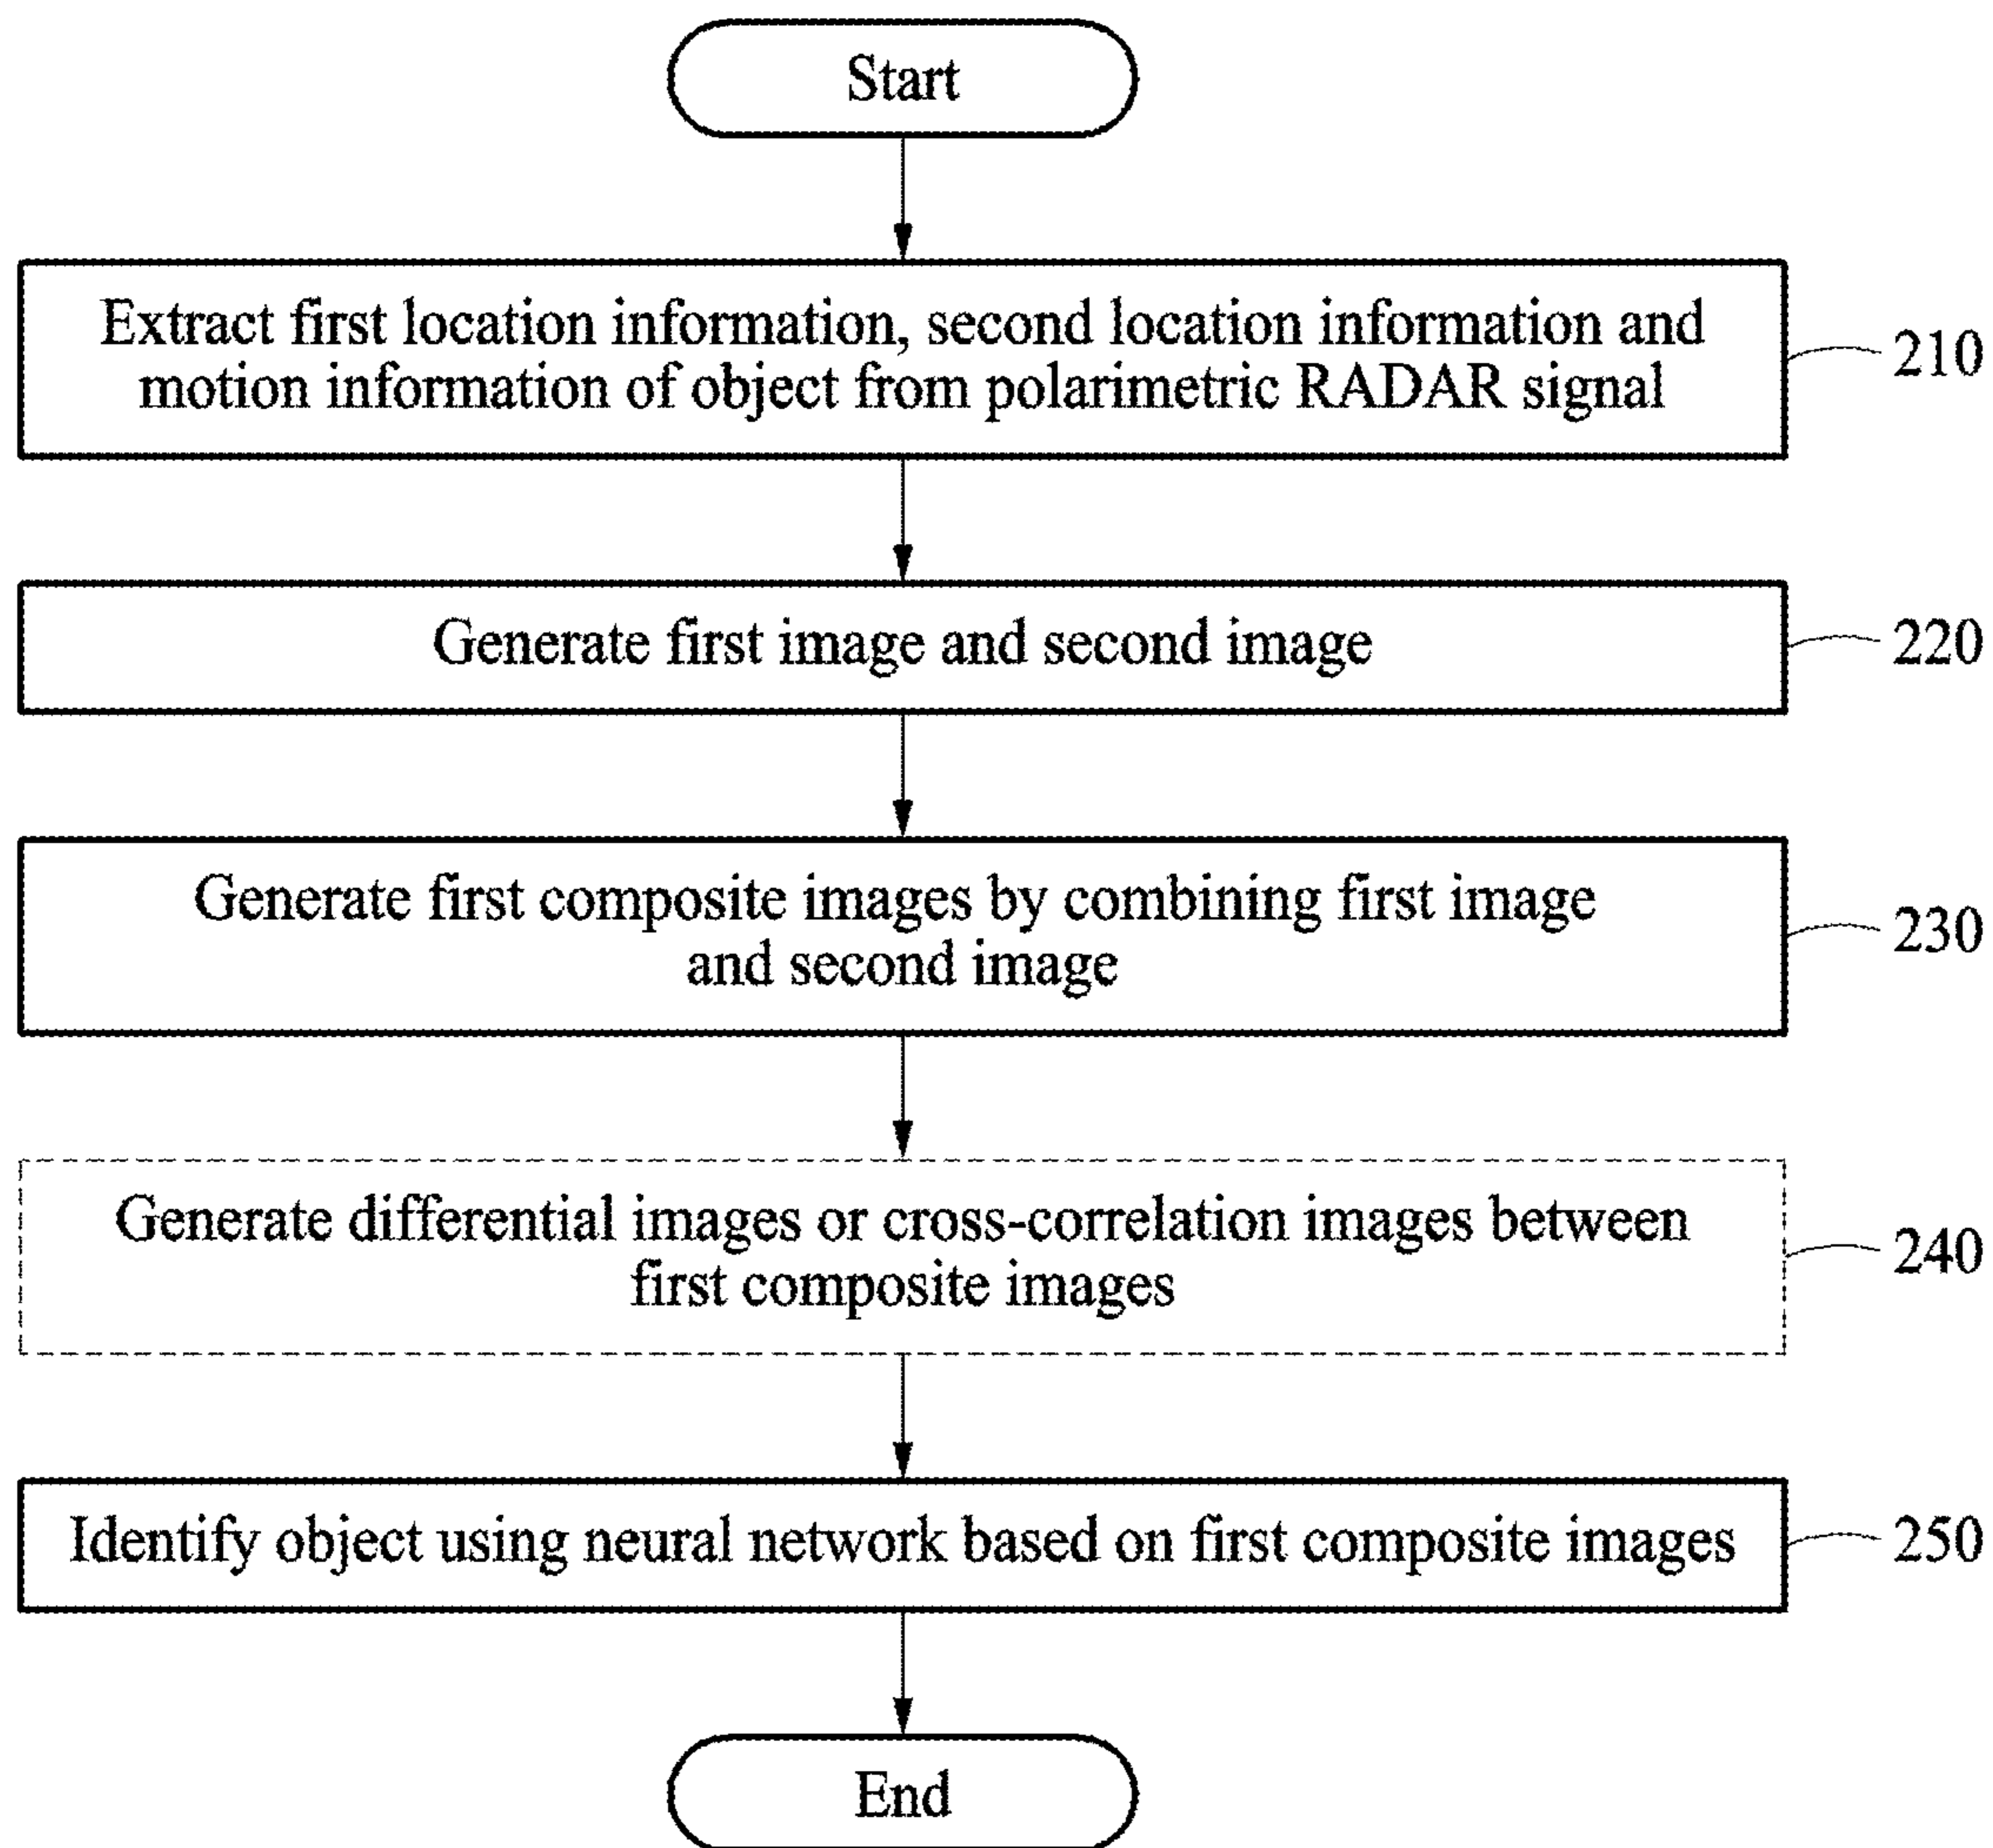 Start
Extract first location information, second location information and
motion information of object from polarimetric RADAR signal
210
Generate first image and second image
220
Generate first composite images by combining first image
and second image
230
Generate differential images or cross-correlation images between
first composite images
240
Identify object using neural network based on first composite images
250
End